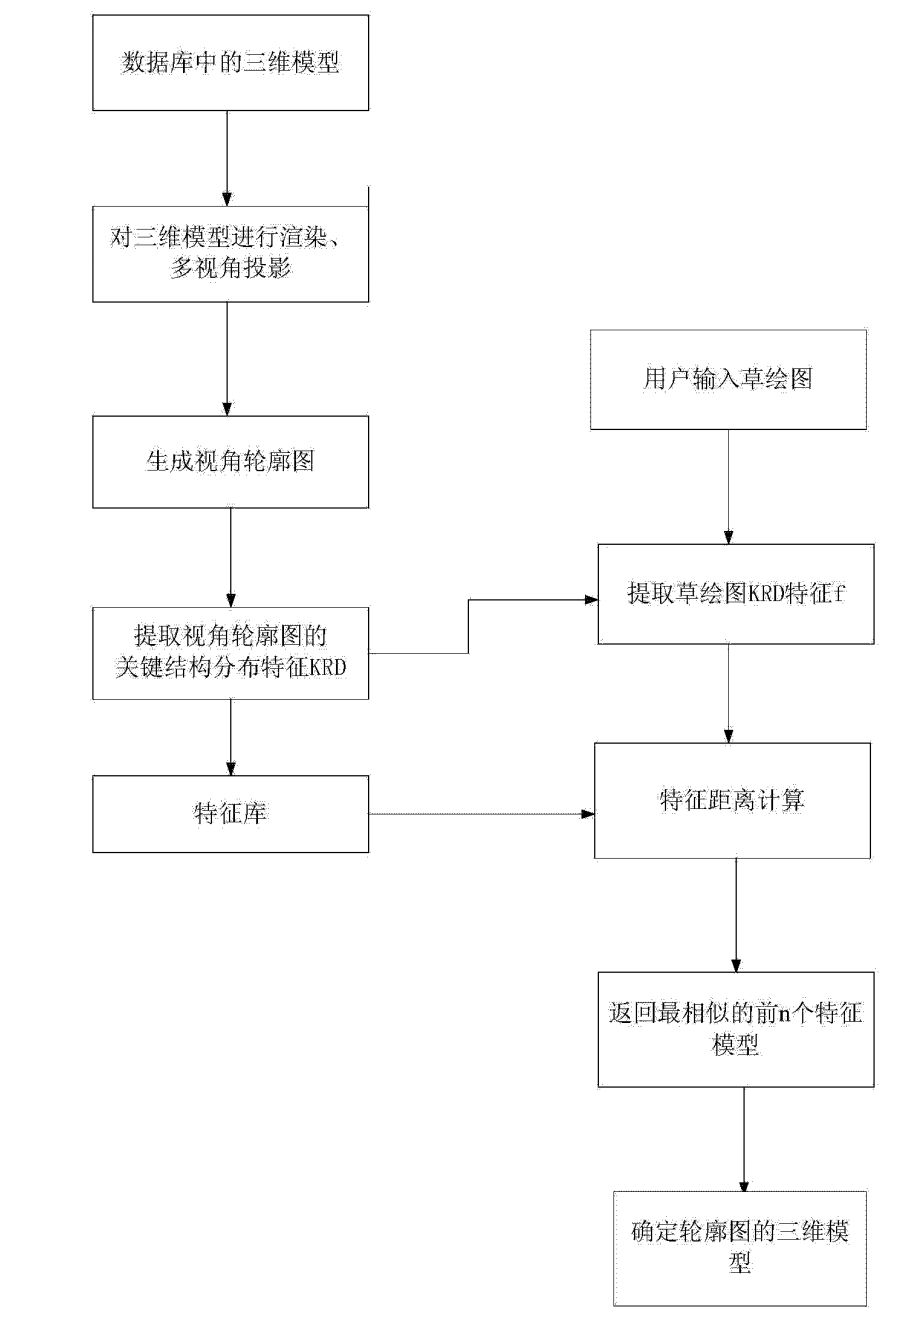 数据库中的三维模型
对三维模型进行渲染、
多视角投影
生成视角轮廓图
提取视角轮廓图的
关键结构分布特征KRD
特征库
用户输入草绘图
提取草绘图KRD特征f
特征距离计算
返回最相似的前n个特征
模型
确定轮廓图的三维模
型